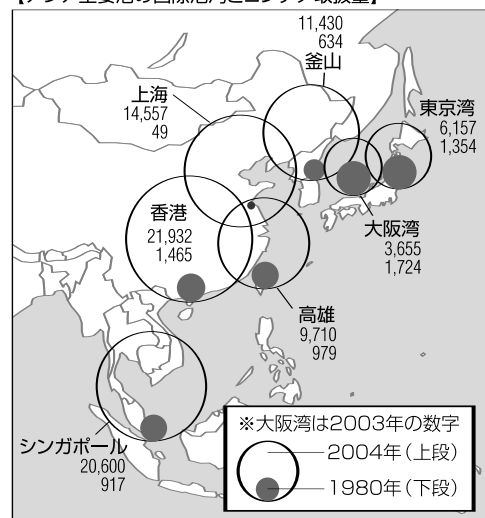 【アジア主要港の国際港湾とコンテナ取扱量】
11,430
634
釜山
上海
14,557
49
東京湾
6,157
1,354
香港
21,932
1,465
大阪湾
3,655
1,724
高雄
9,710
979
シンガポール
20,600
917
※大阪湾は2003年の数字
2004年(上段)
1980年(下段)